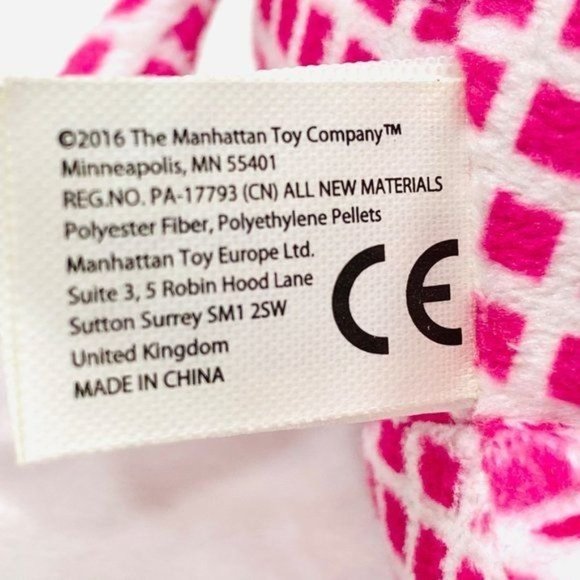 ©2016 The Manhattan Toy Company™
Minneapolis, MN 55401
REG.NO. PA-17793 (CN) ALL NEW MATERIALS
Polyester Fiber, Polyethylene Pellets
Manhattan Toy Europe Ltd.
Suite 3, 5 Robin Hood Lane
Sutton Surrey SM1 2SW
United Kingdom
MADE IN CHINA
CE